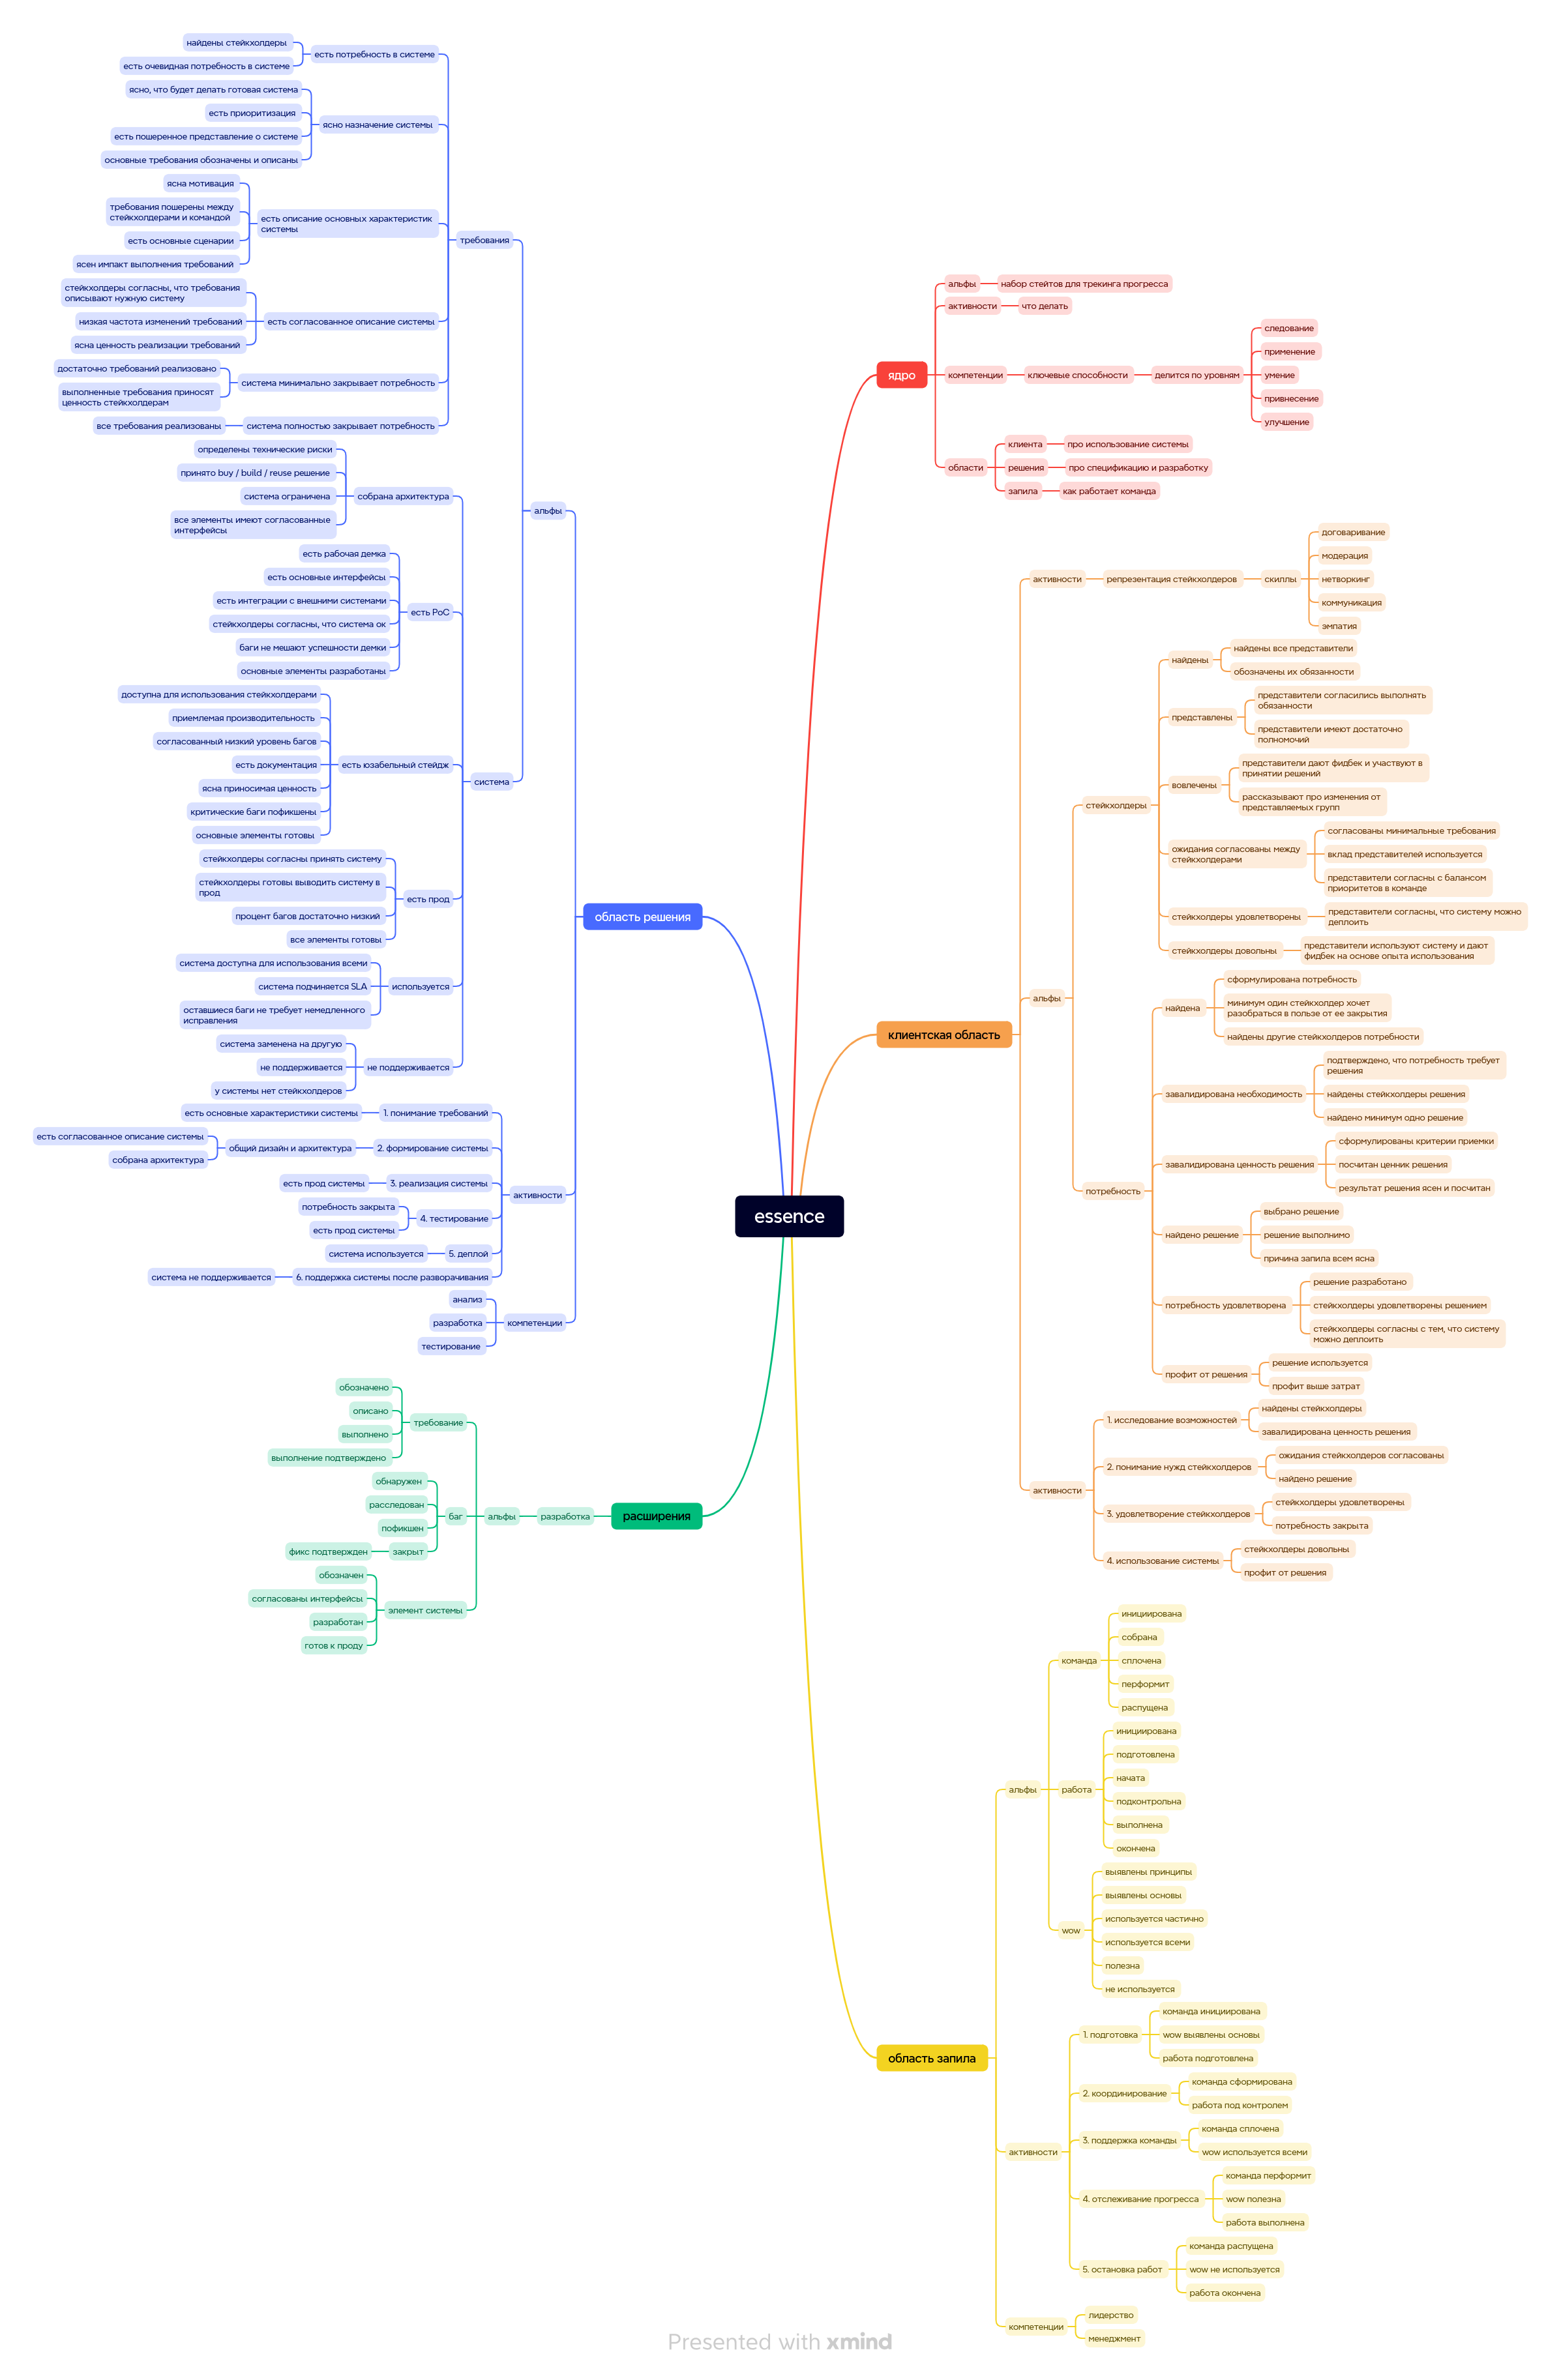 essence
ядро
альфы
набор стейтов для трекинга прогресса
активности
что делать
компетенции
ключевые способности
делится по уровням
следование
применение
умение
привнесение
улучшение
области
клиента
про использование системы
решения
про спецификацию и разработку
запила
как работает команда
клиентская область
активности
репрезентация стейкхолдеров
скиллы
договаривание
модерация
нетворкинг
коммуникация
эмпатия
альфы
стейкхолдеры
найдены
найдены все представители
обозначены их обязанности
представлены
представители согласились выполнять
обязанности
представители имеют достаточно
полномочий
вовлечены
представители дают фидбек и участвуют в
принятии решений
рассказывают про изменения от
представляемых групп
ожидания согласованы между
стейкхолдерами
согласованы минимальные требования
вклад представителей используется
представители согласны с балансом
приоритетов в команде
стейкхолдеры удовлетворены
представители согласны, что систему можно
деплоить
стейкхолдеры довольны
представители используют систему и дают
фидбек на основе опыта использования
потребность
найдена
сформулирована потребность
минимум один стейкхолдер хочет
разобраться в пользе от ее закрытия
найдены другие стейкхолдеров потребности
завалидирована необходимость
подтверждено, что потребность требует
решения
найдены стейкхолдеры решения
найдено минимум одно решение
завалидирована ценность решения
сформулированы критерии приемки
посчитан ценник решения
результат решения ясен и посчитан
найдено решение
выбрано решение
решение выполнимо
причина запила всем ясна
потребность удовлетворена
решение разработано
стейкхолдеры удовлетворены решением
стейкхолдеры согласны с тем, что систему
можно деплоить
профит от решения
решение используется
профит выше затрат
активности
1. исследование возможностей
найдены стейкхолдеры
завалидирована ценность решения
2. понимание нужд стейкхолдеров
ожидания стейкхолдеров согласованы
найдено решение
3. удовлетворение стейкхолдеров
стейкхолдеры удовлетворены
потребность закрыта
4. использование системы
стейкхолдеры довольны
профит от решения
область запила
альфы
команда
инициирована
собрана
сплочена
перформит
распущена
работа
инициирована
подготовлена
начата
подконтрольна
выполнена
окончена
wow
выявлены принципы
выявлены основы
используется частично
используется всеми
полезна
не используется
активности
1. подготовка
команда инициирована
wow выявлены основы
работа подготовлена
2. координирование
команда сформирована
работа под контролем
3. поддержка команды
команда сплочена
wow используется всеми
4. отслеживание прогресса
команда перформит
wow полезна
работа выполнена
5. остановка работ
команда распущена
wow не используется
работа окончена
компетенции
лидерство
менеджмент
область решения
альфы
требования
есть потребность в системе
найдены стейкхолдеры
есть очевидная потребность в системе
ясно назначение системы
ясно, что будет делать готовая система
есть приоритизация
есть пошеренное представление о системе
основные требования обозначены и описаны
есть описание основных характеристик
системы
ясна мотивация
требования пошерены между
стейкхолдерами и командой
есть основные сценарии
ясен импакт выполнения требований
есть согласованное описание системы
стейкхолдеры согласны, что требования
описывают нужную систему
низкая частота изменений требований
ясна ценность реализации требований
система минимально закрывает потребность
достаточно требований реализовано
выполненные требования приносят
ценность стейкхолдерам
система полностью закрывает потребность
все требования реализованы
система
собрана архитектура
определены технические риски
принято buy / build / reuse решение
система ограничена
все элементы имеют согласованные
интерфейсы
есть PoC
есть рабочая демка
есть основные интерфейсы
есть интеграции с внешними системами
стейкхолдеры согласны, что система ок
баги не мешают успешности демки
основные элементы разработаны
есть юзабельный стейдж
доступна для использования стейкхолдерами
приемлемая производительность
согласованный низкий уровень багов
есть документация
ясна приносимая ценность
критические баги пофикшены
основные элементы готовы
есть прод
стейкхолдеры согласны принять систему
стейкхолдеры готовы выводить систему в
прод
процент багов достаточно низкий
все элементы готовы
используется
система доступна для использования всеми
система подчиняется SLA
оставшиеся баги не требует немедленного
исправления
не поддерживается
система заменена на другую
не поддерживается
у системы нет стейкхолдеров
активности
1. понимание требований
есть основные характеристики системы
2. формирование системы
общий дизайн и архитектура
есть согласованное описание системы
собрана архитектура
3. реализация системы
есть прод системы
4. тестирование
потребность закрыта
есть прод системы
5. деплой
система используется
6. поддержка системы после разворачивания
система не поддерживается
компетенции
анализ
разработка
тестирование
расширения
разработка
альфы
требование
обозначено
описано
выполнено
выполнение подтверждено
баг
обнаружен
расследован
пофикшен
закрыт
фикс подтвержден
элемент системы
обозначен
согласованы интерфейсы
разработан
готов к проду
Presented with xmind